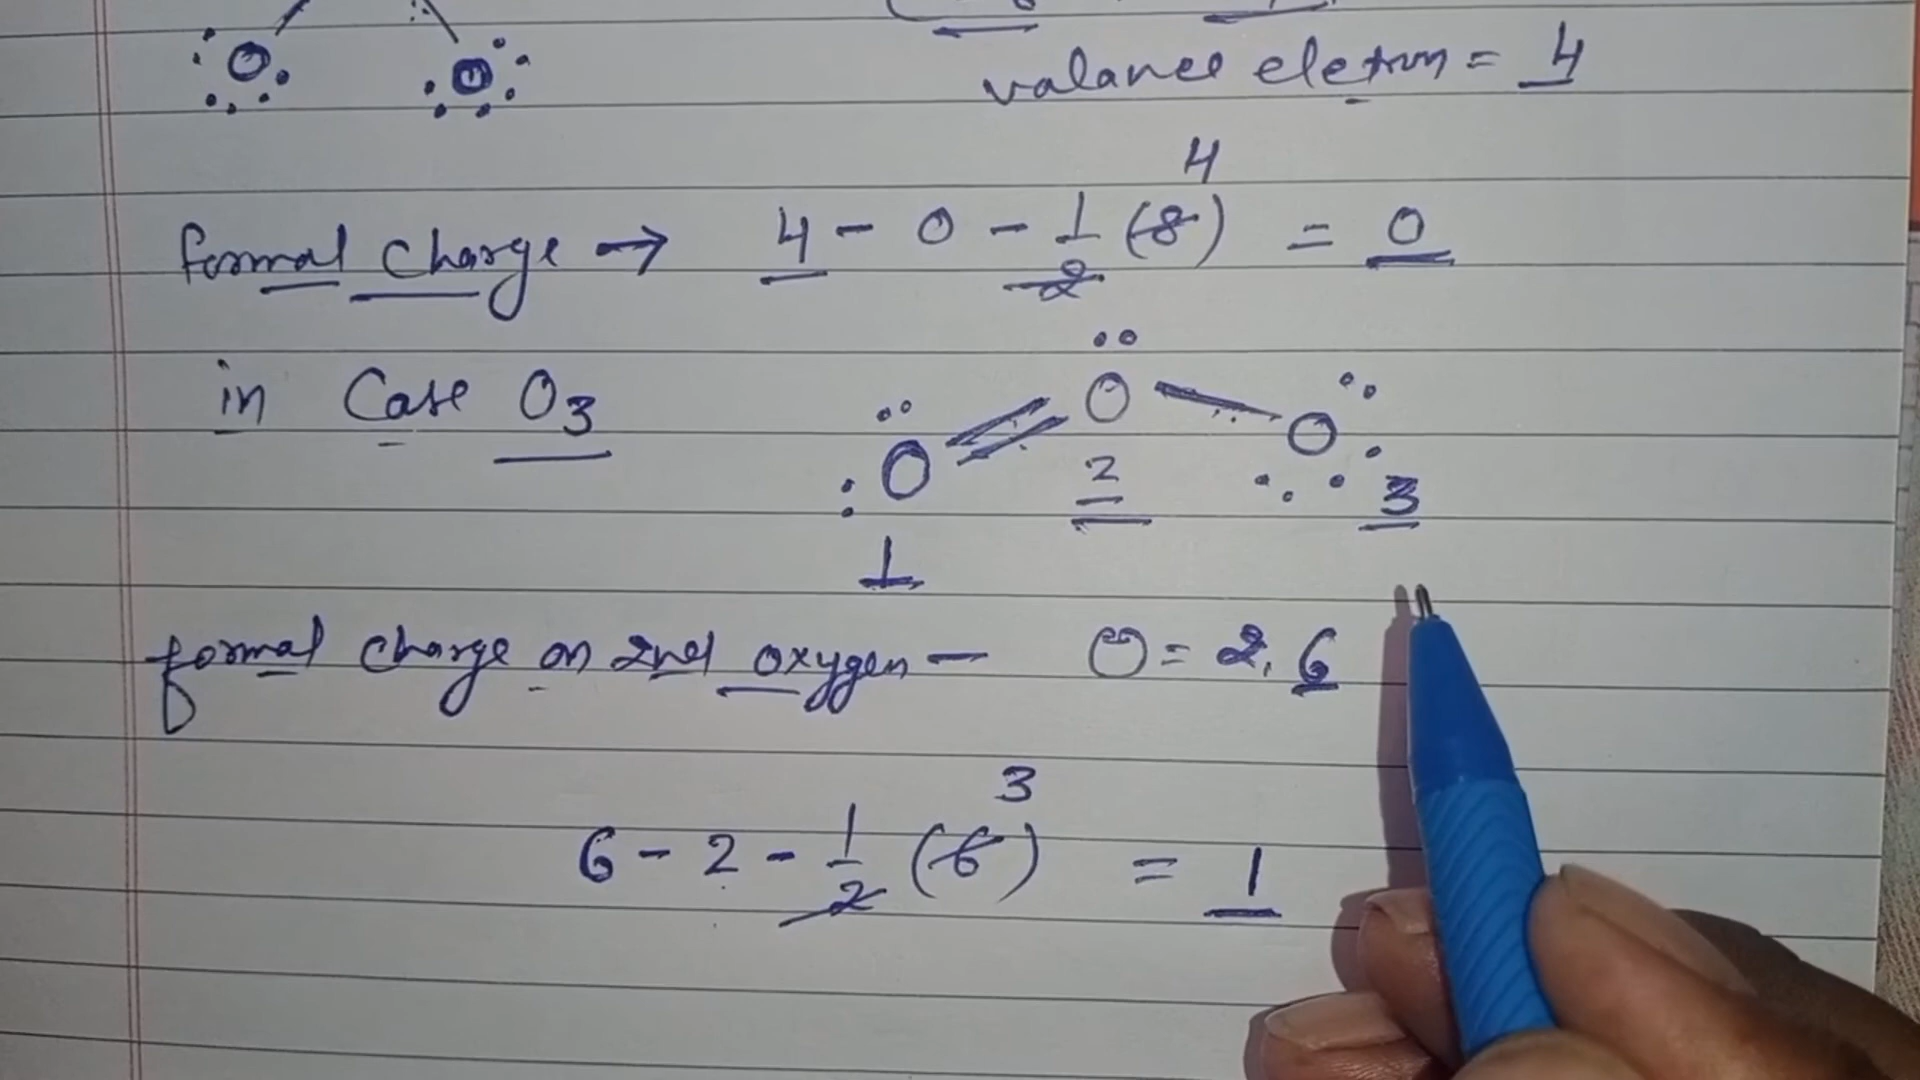 O O
valance eletron = 4
4
formal charge → 4 - 0 - 1/2 (8) = 0
in Case O3
O O O
1 2 3
formal charge on 2nd oxygen — O = 2, 6
3
6 - 2 - 1/2 (6) = 1